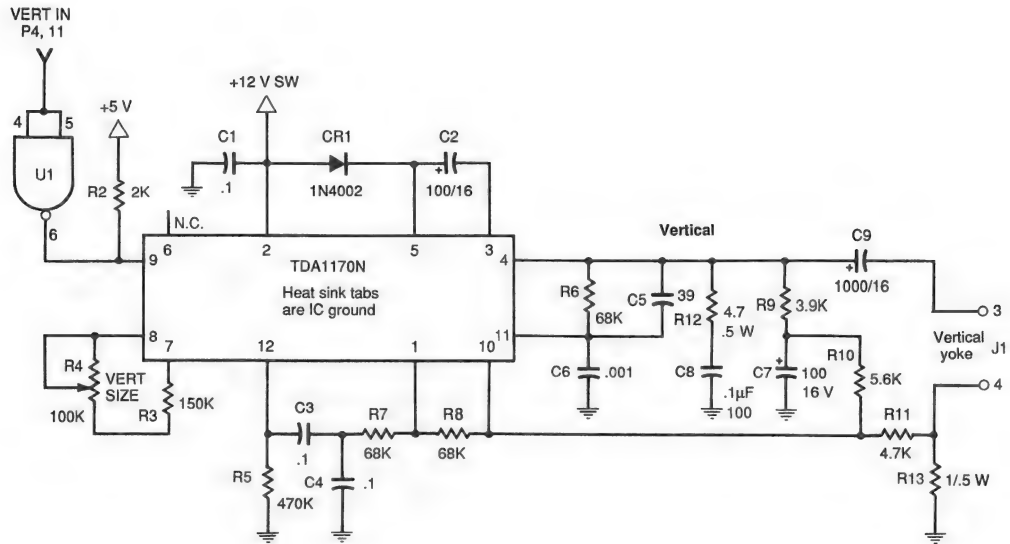 VERT IN
P4, 11
4
5
U1
6
+5 V
R2
2K
+12 V SW
C1
.1
CR1
1N4002
C2
+
100/16
N.C.
6
2
5
3
9
4
TDA1170N
Heat sink tabs
are IC ground
8
11
7
12
1
10
R4
VERT
SIZE
100K
R3
150K
C3
.1
R7
68K
R8
68K
R5
470K
C4
.1
Vertical
R6
68K
C5
39
R12
4.7
.5 W
R9
3.9K
C9
+
1000/16
C6
.001
C8
.1µF
100
C7
+
100
16 V
R10
5.6K
R11
4.7K
R13
1/.5 W
3
Vertical
yoke
J1
4